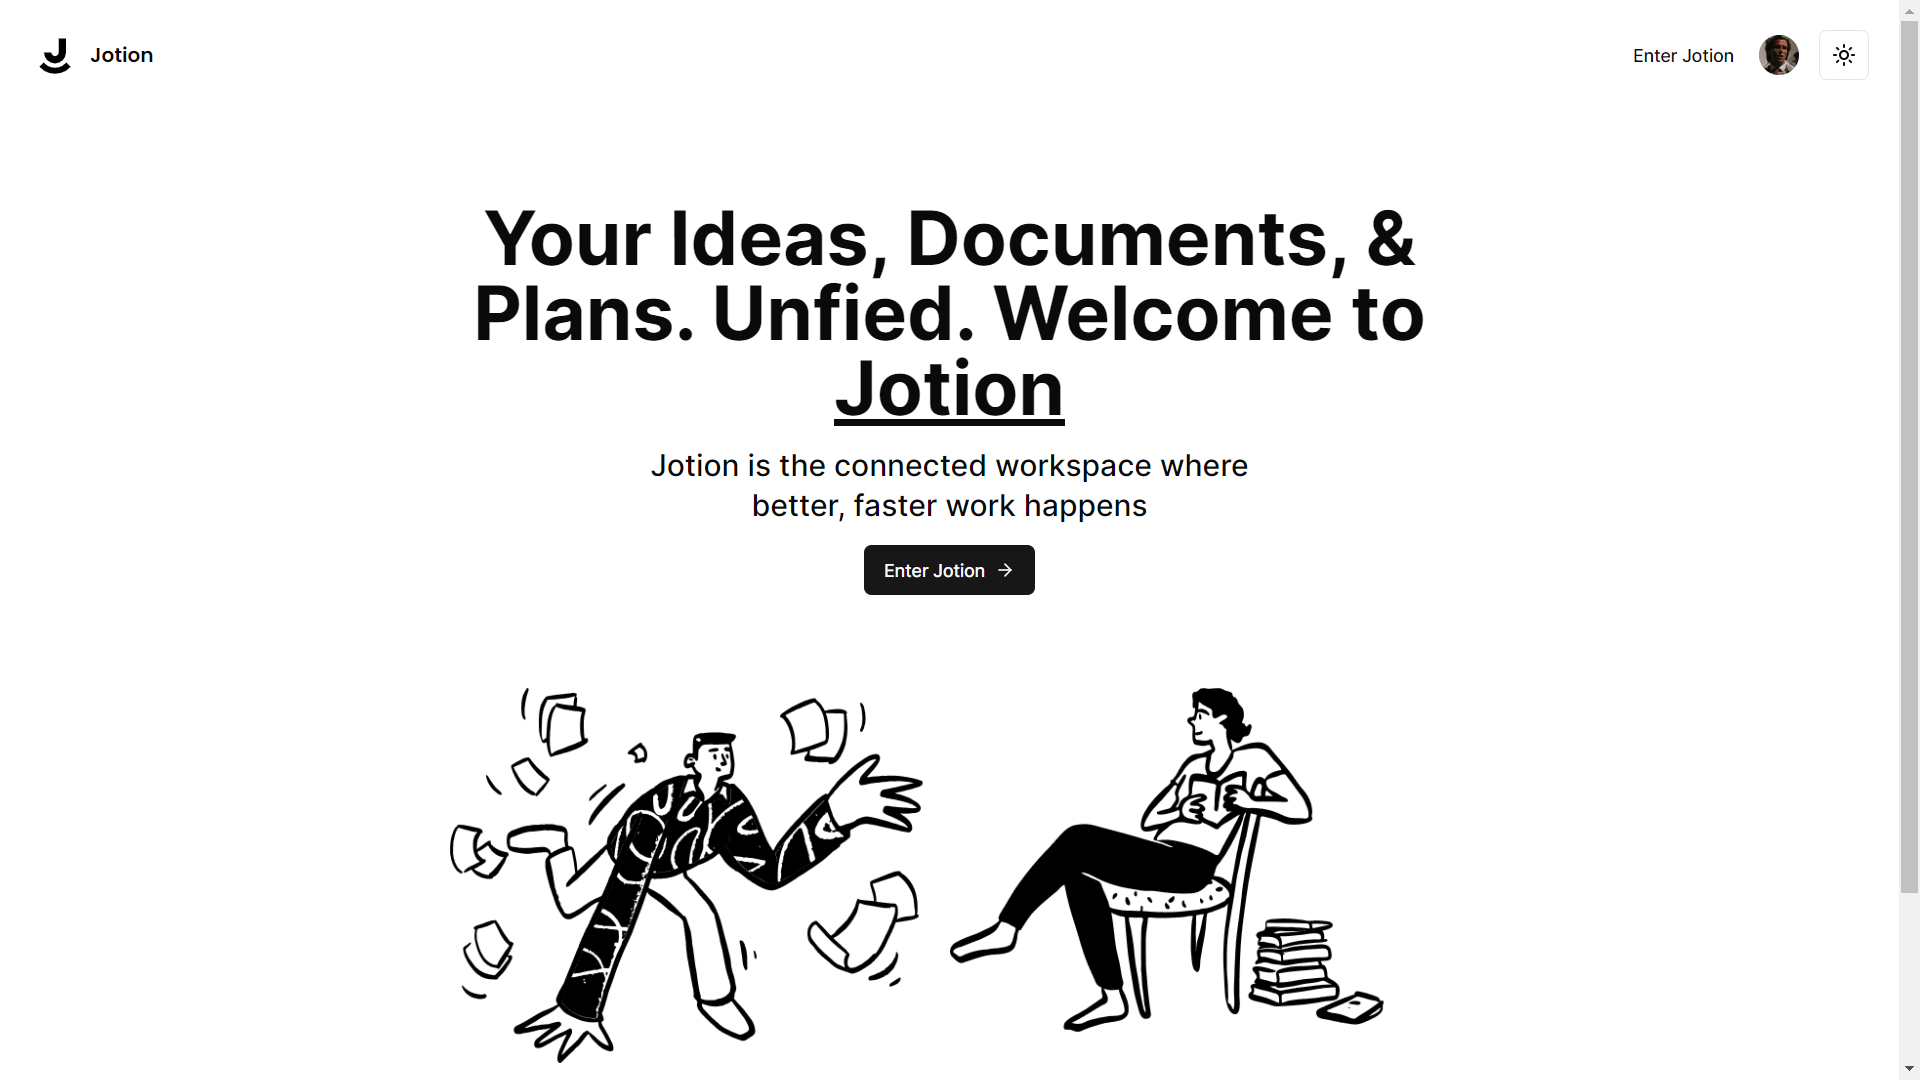 Jotion
Enter Jotion
Your Ideas, Documents, &
Plans. Unfied. Welcome to
Jotion
Jotion is the connected workspace where
better, faster work happens
Enter Jotion